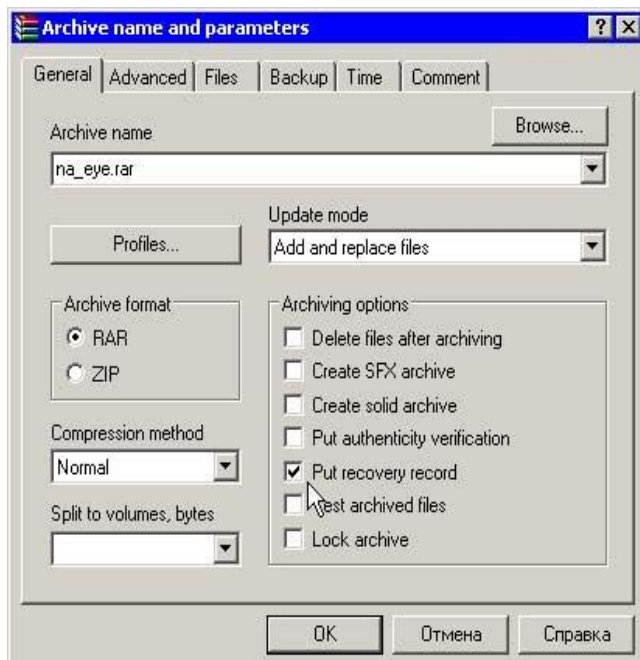 Archive name and parameters
General Advanced Files Backup Time Comment
Archive name
Browse...
na_eye.rar
Update mode
Profiles...
Add and replace files
Archive format
RAR
ZIP
Archiving options
Delete files after archiving
Create SFX archive
Create solid archive
Put authenticity verification
Put recovery record
Test archived files
Lock archive
Compression method
Normal
Split to volumes, bytes
OK Отмена Справка